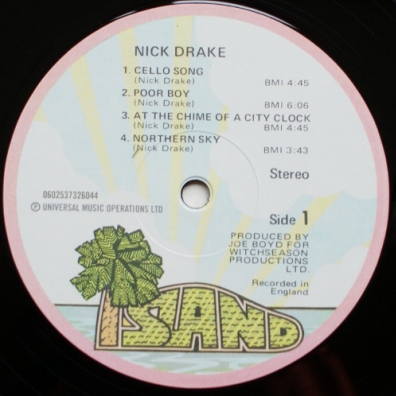 NICK DRAKE
1. CELLO SONG
(Nick Drake) BMI 4:45
2. POOR BOY
(Nick Drake) BMI 6:06
3. AT THE CHIME OF A CITY CLOCK
(Nick Drake) BMI 4:45
4. NORTHERN SKY
(Nick Drake) BMI 3:43
Stereo
0602537326044
℗ UNIVERSAL MUSIC OPERATIONS LTD
Side 1
PRODUCED BY
JOE BOYD FOR
WITCHSEASON
PRODUCTIONS
LTD.
Recorded in
England
ISLAND